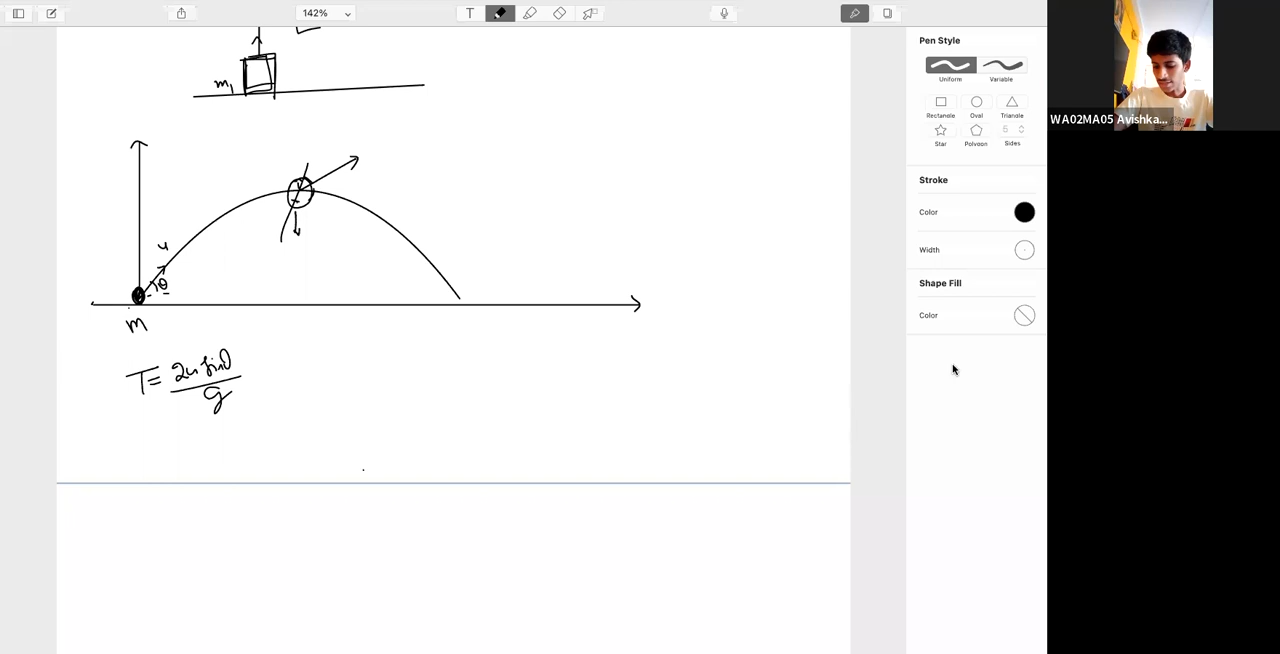 142%
T
Pen Style
Uniform
Variable
m1
Rectangle
Oval
Triangle
Star
Polygon
5
Sides
WA02MA05 Avishka...
Stroke
Color
Width
u
θ
m
Shape Fill
Color
T = 2u sinθ
g